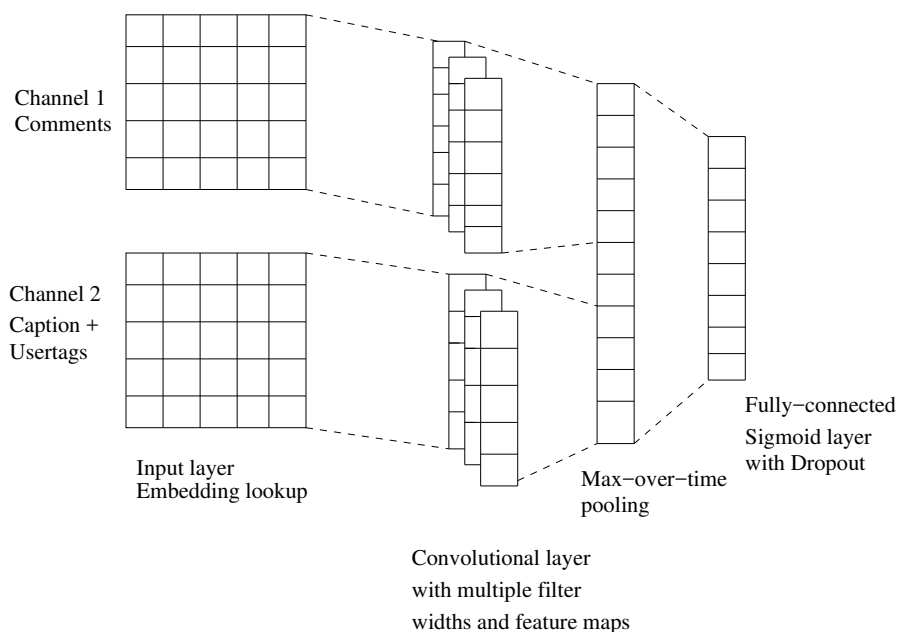 Channel 1
Comments
Channel 2
Caption +
Usertags
Input layer
Embedding lookup
Convolutional layer
with multiple filter
widths and feature maps
Max−over−time
pooling
Fully−connected
Sigmoid layer
with Dropout